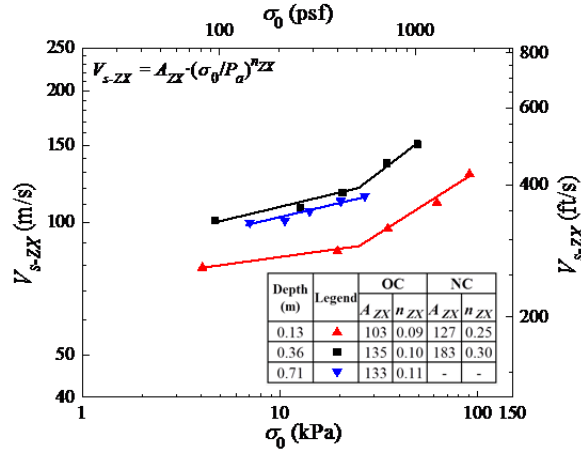 σ0 (psf)
100 1000
250
200
150
100
50
40
800
600
400
200
Vs-ZX (m/s)
Vs-ZX (ft/s)
Vs-ZX = AZX·(σ0/Pa)^nZX
Depth (m) Legend OC NC
AZX nZX AZX nZX
0.13 103 0.09 127 0.25
0.36 135 0.10 183 0.30
0.71 133 0.11 - -
1 10 100 150
σ0 (kPa)